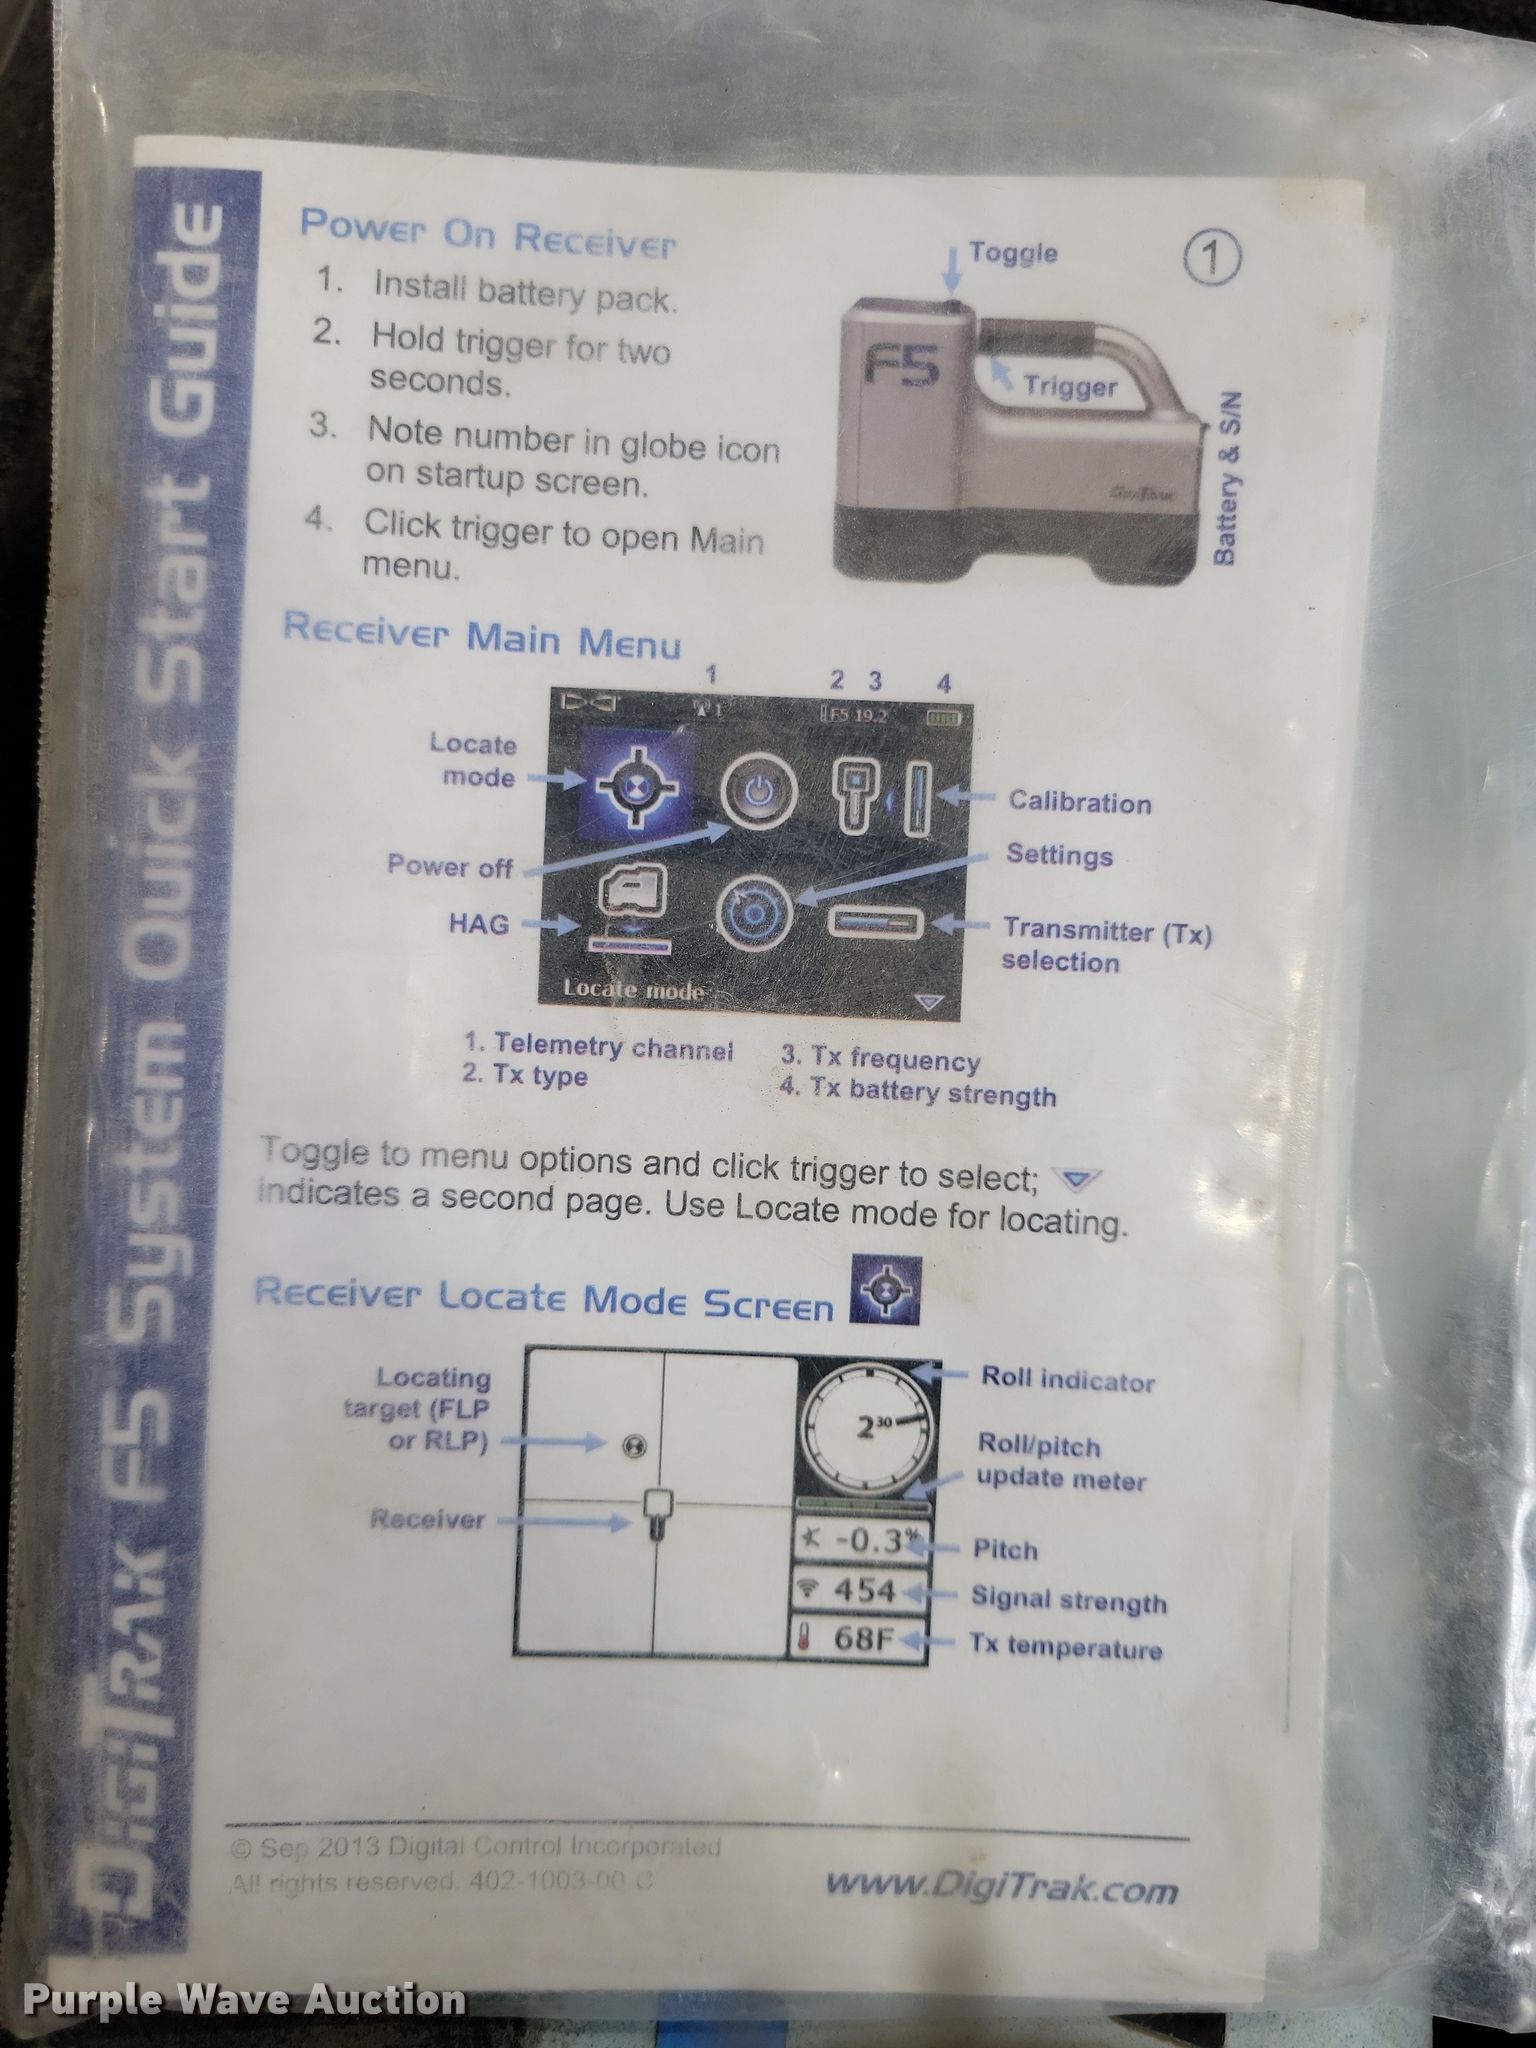 DigiTrak F5 System Quick Start Guide
Power On Receiver
1. Install battery pack.
2. Hold trigger for two
seconds.
3. Note number in globe icon
on startup screen.
4. Click trigger to open Main
menu.
1
Toggle
F5
Trigger
DigiTrak
Battery & S/N
Receiver Main Menu
1
2 3
4
1
F5 19.2
Locate
mode
Power off
HAG
Calibration
Settings
Transmitter (Tx)
selection
Locate mode
1. Telemetry channel
2. Tx type
3. Tx frequency
4. Tx battery strength
Toggle to menu options and click trigger to select;
indicates a second page. Use Locate mode for locating.
Receiver Locate Mode Screen
Locating
target (FLP
or RLP)
Receiver
2 30
-0.3%
454
68F
Roll indicator
Roll/pitch
update meter
Pitch
Signal strength
Tx temperature
© Sep 2013 Digital Control Incorporated
All rights reserved. 402-1003-00 C
www.DigiTrak.com
Purple Wave Auction